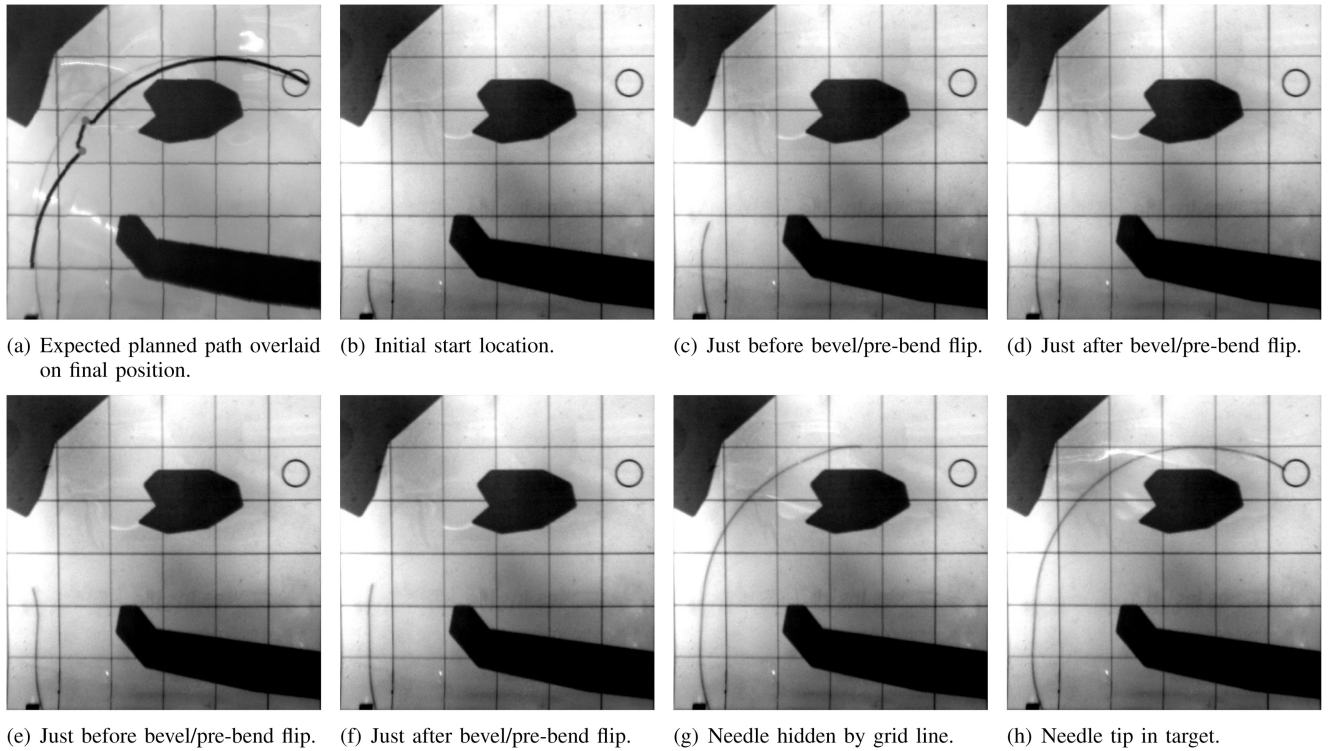 (a) Expected planned path overlaid
on final position.
(b) Initial start location.
(c) Just before bevel/pre-bend flip.
(d) Just after bevel/pre-bend flip.
(e) Just before bevel/pre-bend flip.
(f) Just after bevel/pre-bend flip.
(g) Needle hidden by grid line.
(h) Needle tip in target.